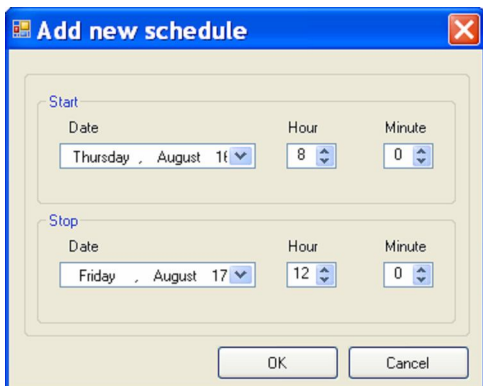 Add new schedule
Start
Date Hour Minute
Thursday , August 8 0
Stop
Date Hour Minute
Friday , August 17 12 0
OK Cancel